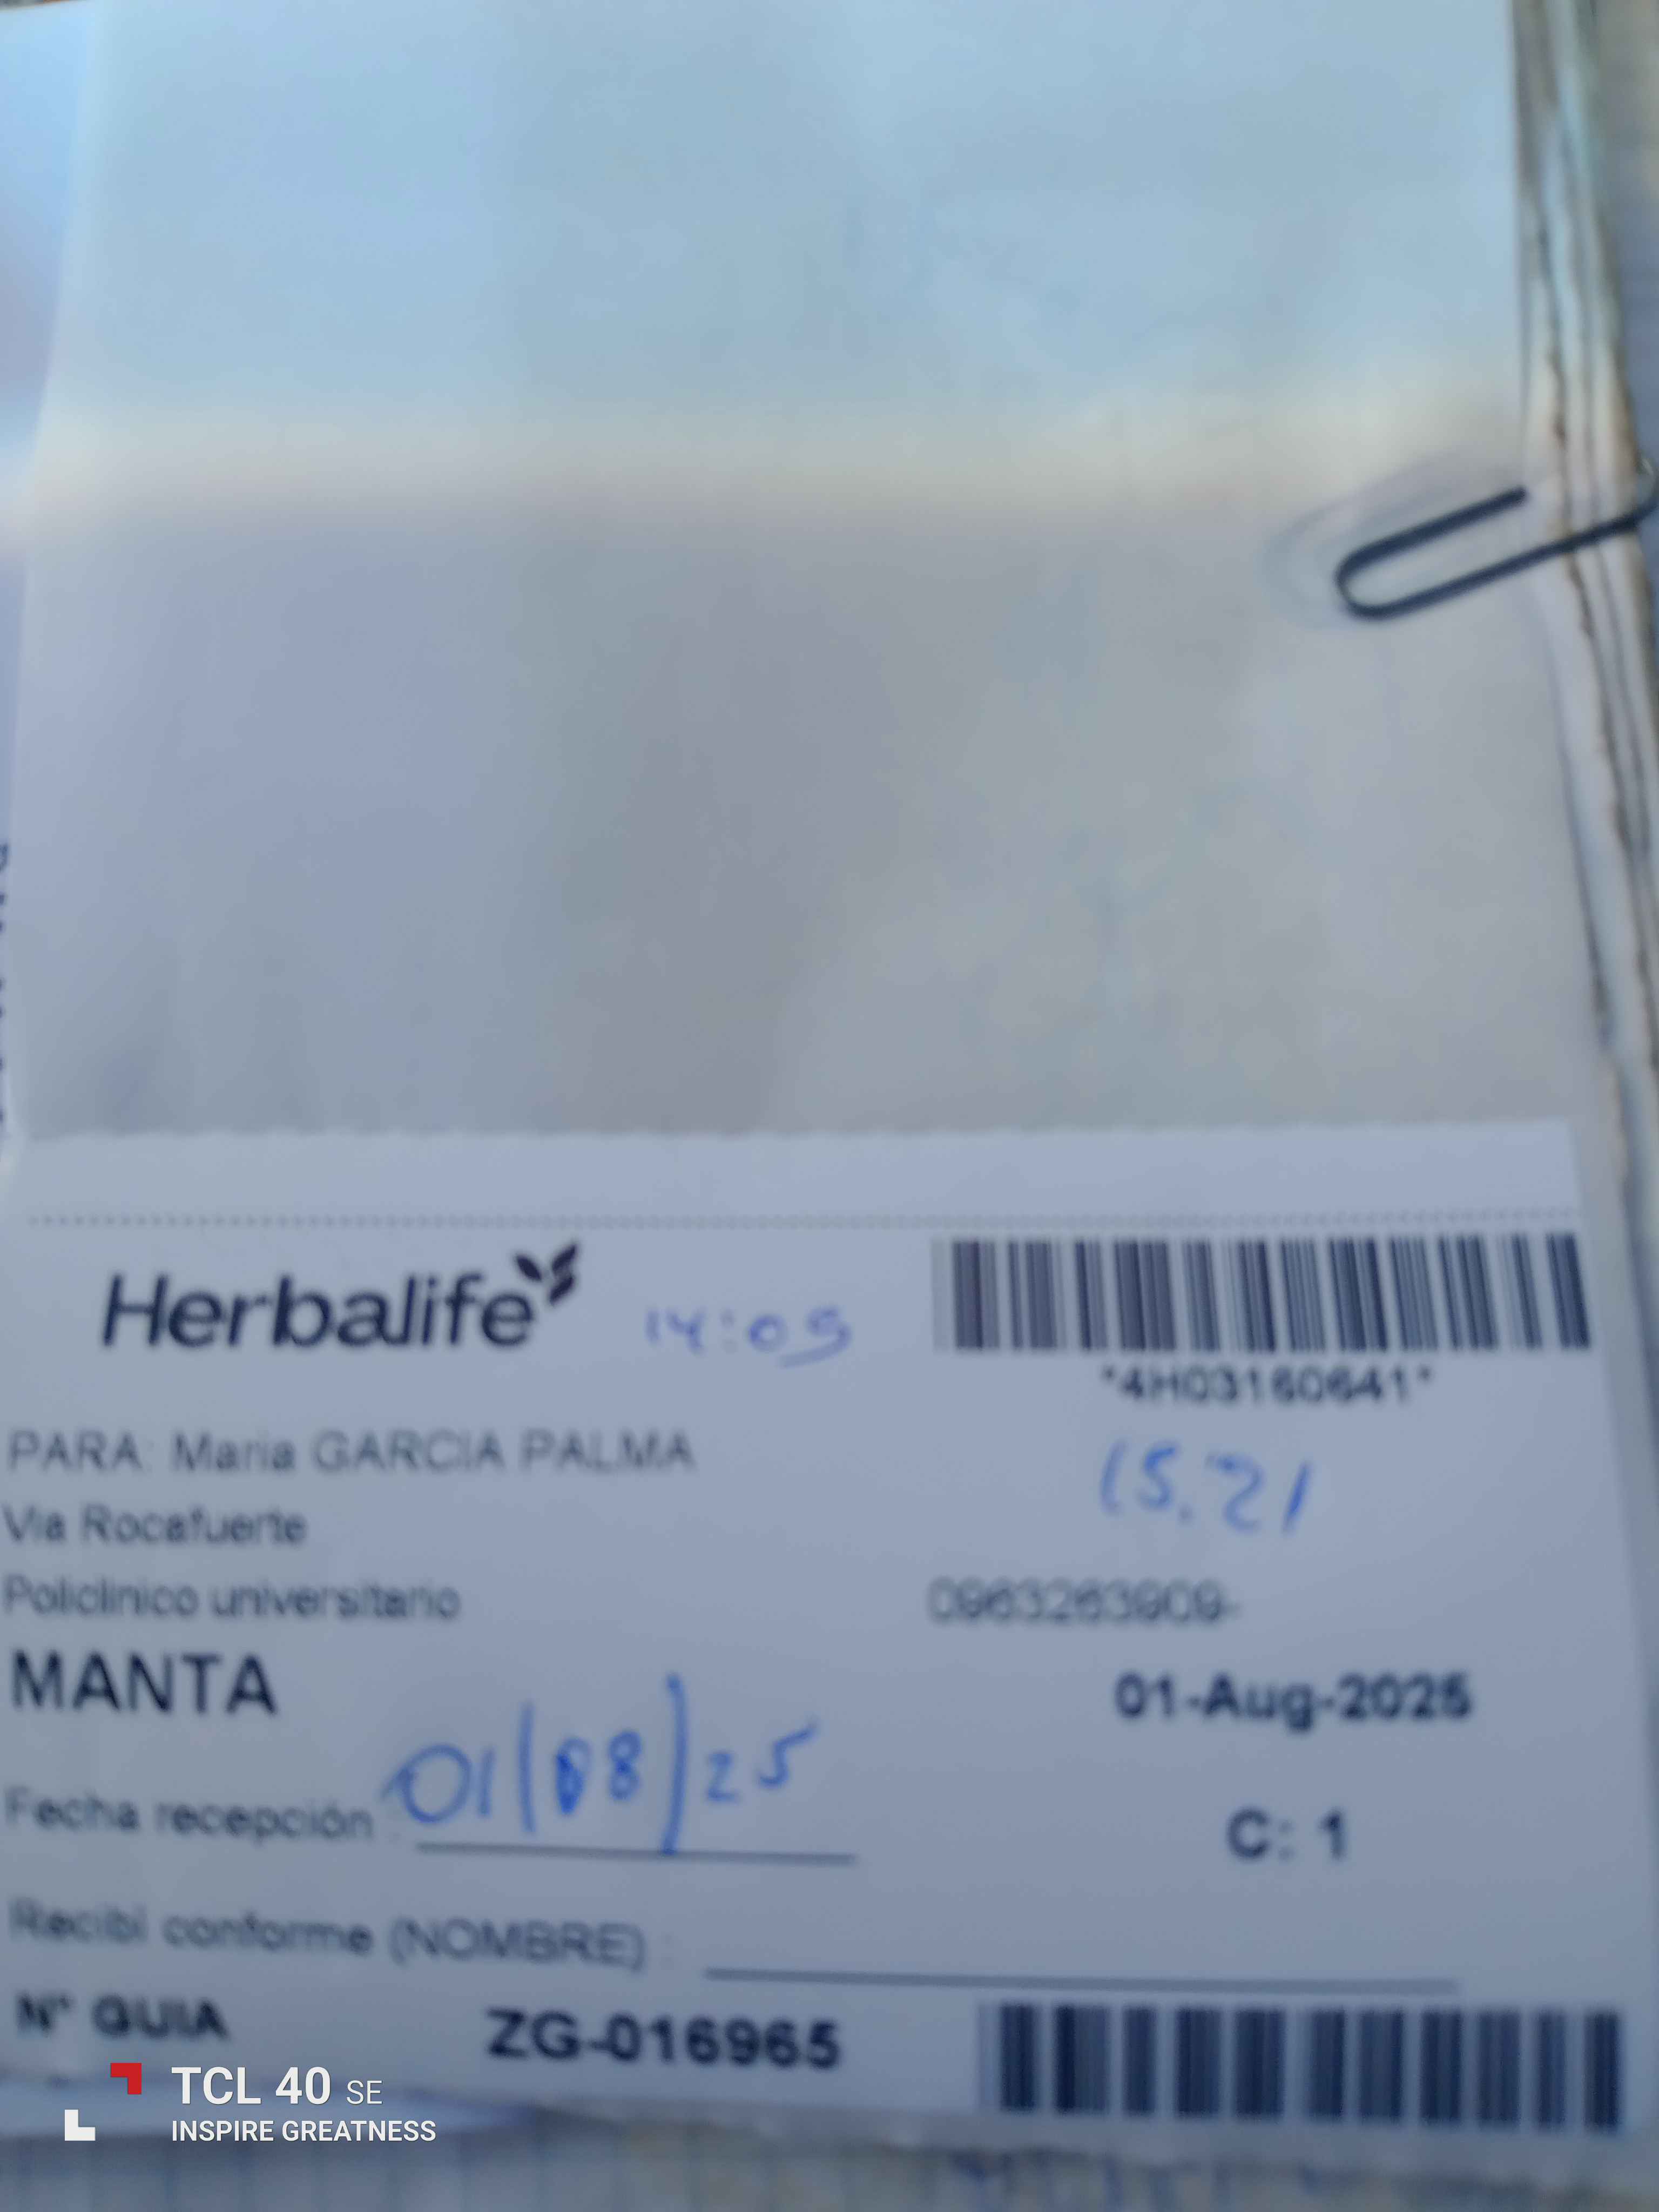 Herbalife
14:05
*4H03160641*
PARA: Maria GARCIA PALMA
15.21
Via Rocafuerte
Policlinico universitario
0963263909-
MANTA
01-Aug-2025
Fecha recepción : 01/08/25
C: 1
Recibí conforme (NOMBRE) :
N° GUIA ZG-016965
TCL 40 SE
INSPIRE GREATNESS